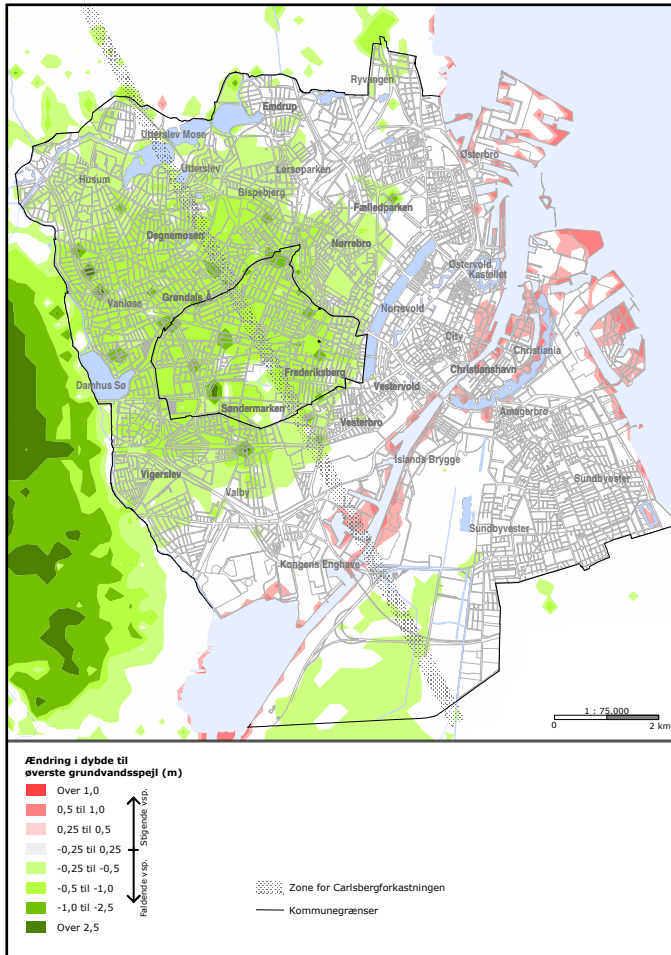 Ryvangen
Emdrup
Utterslev Mose
Østerbro
Utterslev
Lersøparken
Husum
Bispebjerg
Fælledparken
Degnemosen
Nørrebro
Østervold
Kastellet
Grøndals Å
Vanløse
Nørrevold
City
Christiania
Christianshavn
Frederiksberg
Damhus Sø
Vestervold
Søndermarken
Amagerbro
Vesterbro
Islands Brygge
Vigerslev
Valby
Sundbyøster
Sundbyvester
Kongens Enghave
1 : 75.000
0 2 km
Ændring i dybde til
øverste grundvandsspejl (m)
Over 1,0
0,5 til 1,0
0,25 til 0,5
-0,25 til 0,25
-0,25 til -0,5
-0,5 til -1,0
-1,0 til -2,5
Over 2,5
Stigende vsp.
Faldende vsp.
Zone for Carlsbergforkastningen
Kommunegrænser